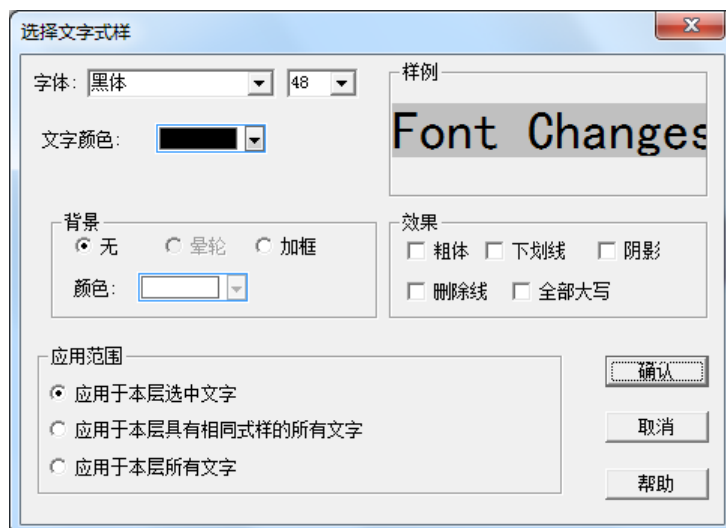 选择文字式样
字体: 黑体 48
样例
Font Changes
文字颜色:
背景
无 晕轮 加框
颜色:
效果
粗体 下划线 阴影
删除线 全部大写
应用范围
应用于本层选中文字
应用于本层具有相同式样的所有文字
应用于本层所有文字
确认
取消
帮助